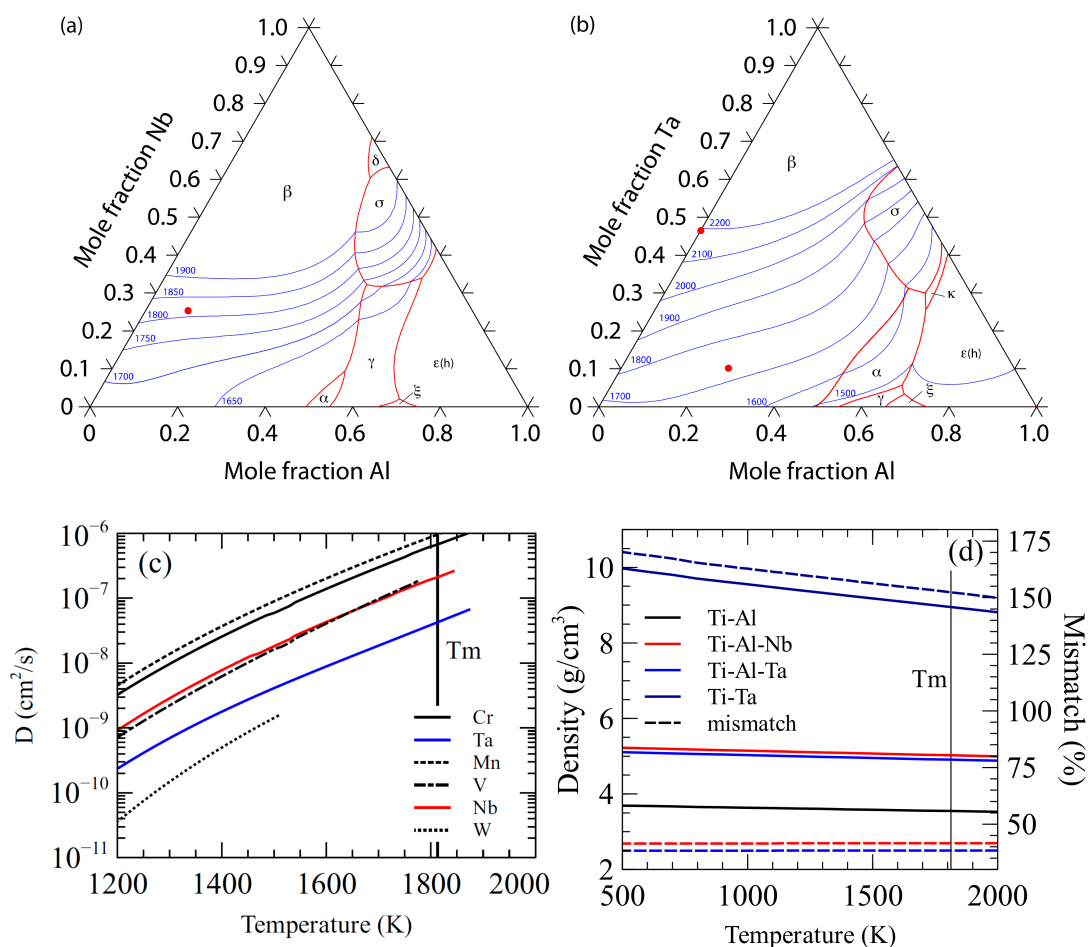 (a)
1.0
0.9
0.8
0.7
0.6
0.5
0.4
0.3
0.2
0.1
0
Mole fraction Nb
δ
β
σ
1900
1850
1800
1750
1700
1650
γ
ε(h)
α
ξ
0 0.2 0.4 0.6 0.8 1.0
Mole fraction Al
(b)
1.0
0.9
0.8
0.7
0.6
0.5
0.4
0.3
0.2
0.1
0
Mole fraction Ta
β
σ
2200
2100
2000
1900
1800
1700
1600
1500
κ
ε(h)
α
γ
ξ
0 0.2 0.4 0.6 0.8 1.0
Mole fraction Al
(c)
10−6
10−7
10−8
10−9
10−10
10−11
D (cm2/s)
Tm
Cr
Ta
Mn
V
Nb
W
1200 1400 1600 1800 2000
Temperature (K)
(d)
10
8
6
4
2
Density (g/cm3)
Ti-Al
Ti-Al-Nb
Ti-Al-Ta
Ti-Ta
mismatch
Tm
175
150
125
100
75
50
Mismatch (%)
500 1000 1500 2000
Temperature (K)